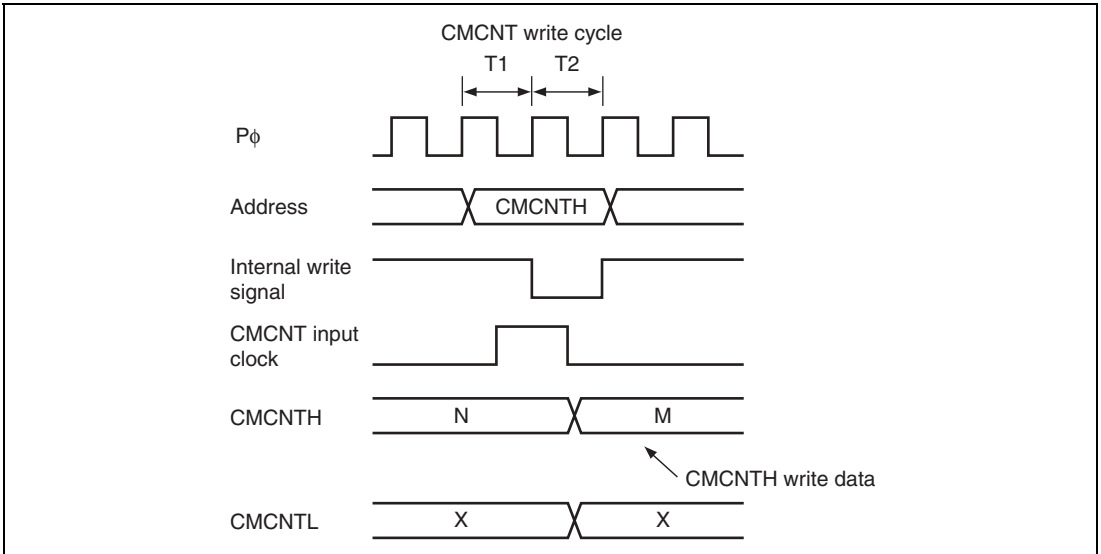 CMCNT write cycle
T1 T2
Pϕ
Address CMCNTH
Internal write
signal
CMCNT input
clock
CMCNTH N M
CMCNTH write data
CMCNTL X X